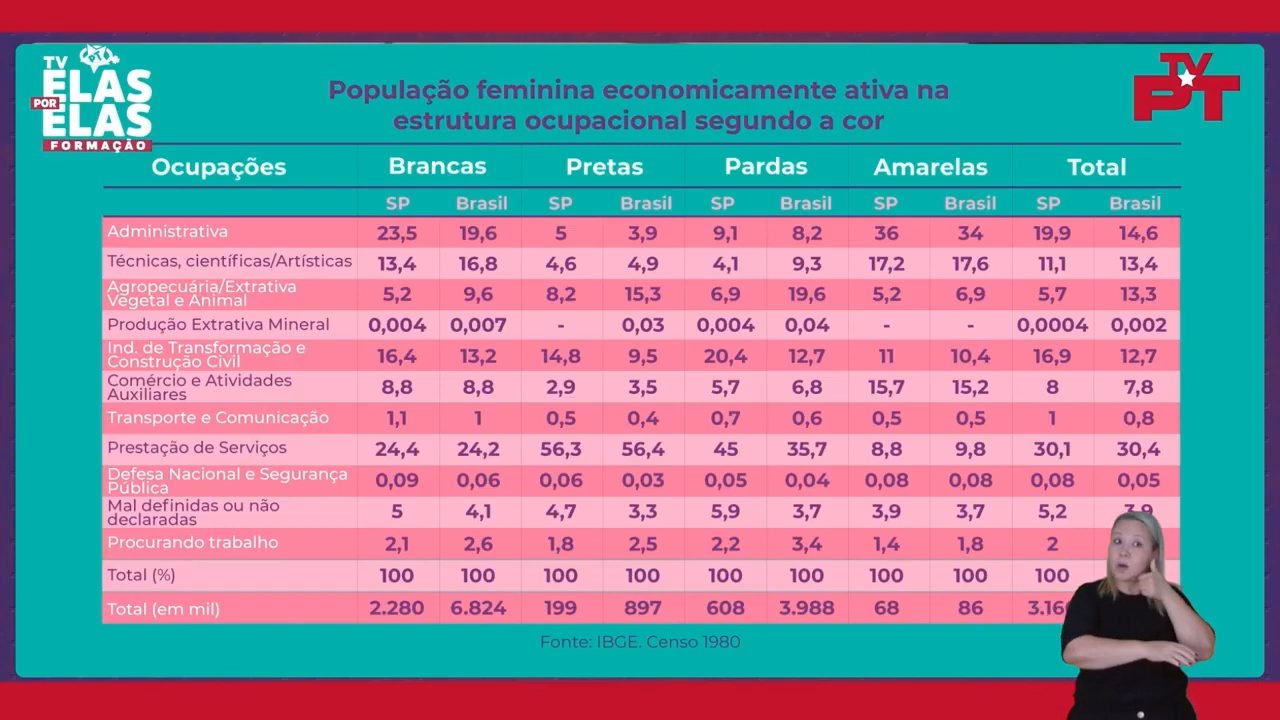 TV
ELAS
POR
ELAS
FORMAÇÃO
TV
PT
População feminina economicamente ativa na
estrutura ocupacional segundo a cor
Ocupações Brancas Pretas Pardas Amarelas Total
SP Brasil SP Brasil SP Brasil SP Brasil SP Brasil
Administrativa 23,5 19,6 5 3,9 9,1 8,2 36 34 19,9 14,6
Técnicas, científicas/Artísticas 13,4 16,8 4,6 4,9 4,1 9,3 17,2 17,6 11,1 13,4
Agropecuária/Extrativa
Vegetal e Animal 5,2 9,6 8,2 15,3 6,9 19,6 5,2 6,9 5,7 13,3
Produção Extrativa Mineral 0,004 0,007 - 0,03 0,004 0,04 - - 0,0004 0,002
Ind. de Transformação e
Construção Civil 16,4 13,2 14,8 9,5 20,4 12,7 11 10,4 16,9 12,7
Comércio e Atividades
Auxiliares 8,8 8,8 2,9 3,5 5,7 6,8 15,7 15,2 8 7,8
Transporte e Comunicação 1,1 1 0,5 0,4 0,7 0,6 0,5 0,5 1 0,8
Prestação de Serviços 24,4 24,2 56,3 56,4 45 35,7 8,8 9,8 30,1 30,4
Defesa Nacional e Segurança
Pública 0,09 0,06 0,06 0,03 0,05 0,04 0,08 0,08 0,08 0,05
Mal definidas ou não
declaradas 5 4,1 4,7 3,3 5,9 3,7 3,9 3,7 5,2
Procurando trabalho 2,1 2,6 1,8 2,5 2,2 3,4 1,4 1,8 2
Total (%) 100 100 100 100 100 100 100 100 100
Total (em mil) 2.280 6.824 199 897 608 3.988 68 86
Fonte: IBGE. Censo 1980